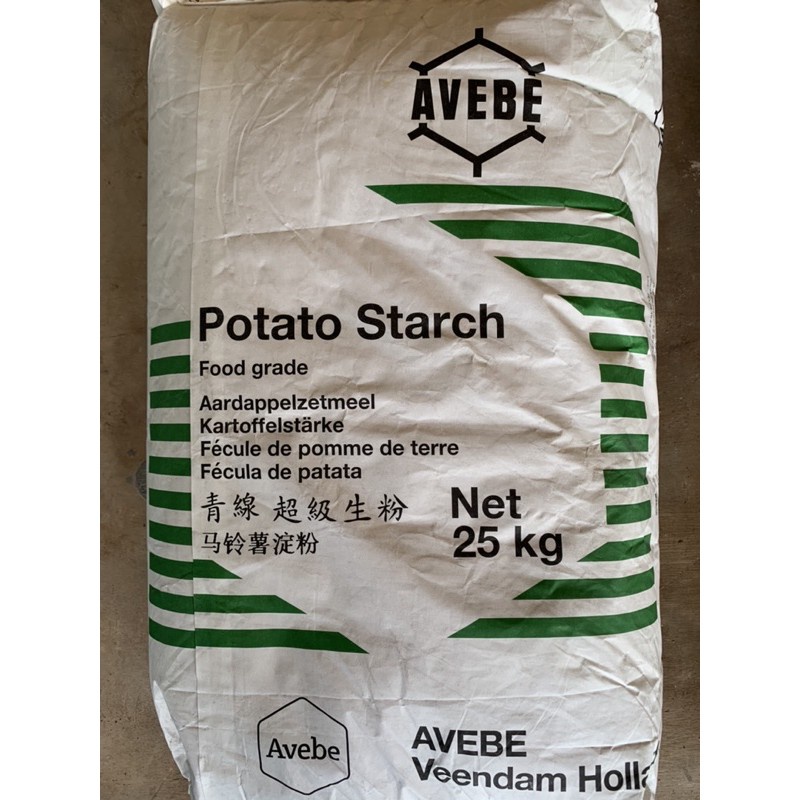 AVEBE
Potato Starch
Food grade
Aardappelzetmeel
Kartoffelstärke
Fécule de pomme de terre
Fécula de patata
青線 超級生粉
马铃薯淀粉
Net
25 kg
Avebe
AVEBE
Veendam Holla